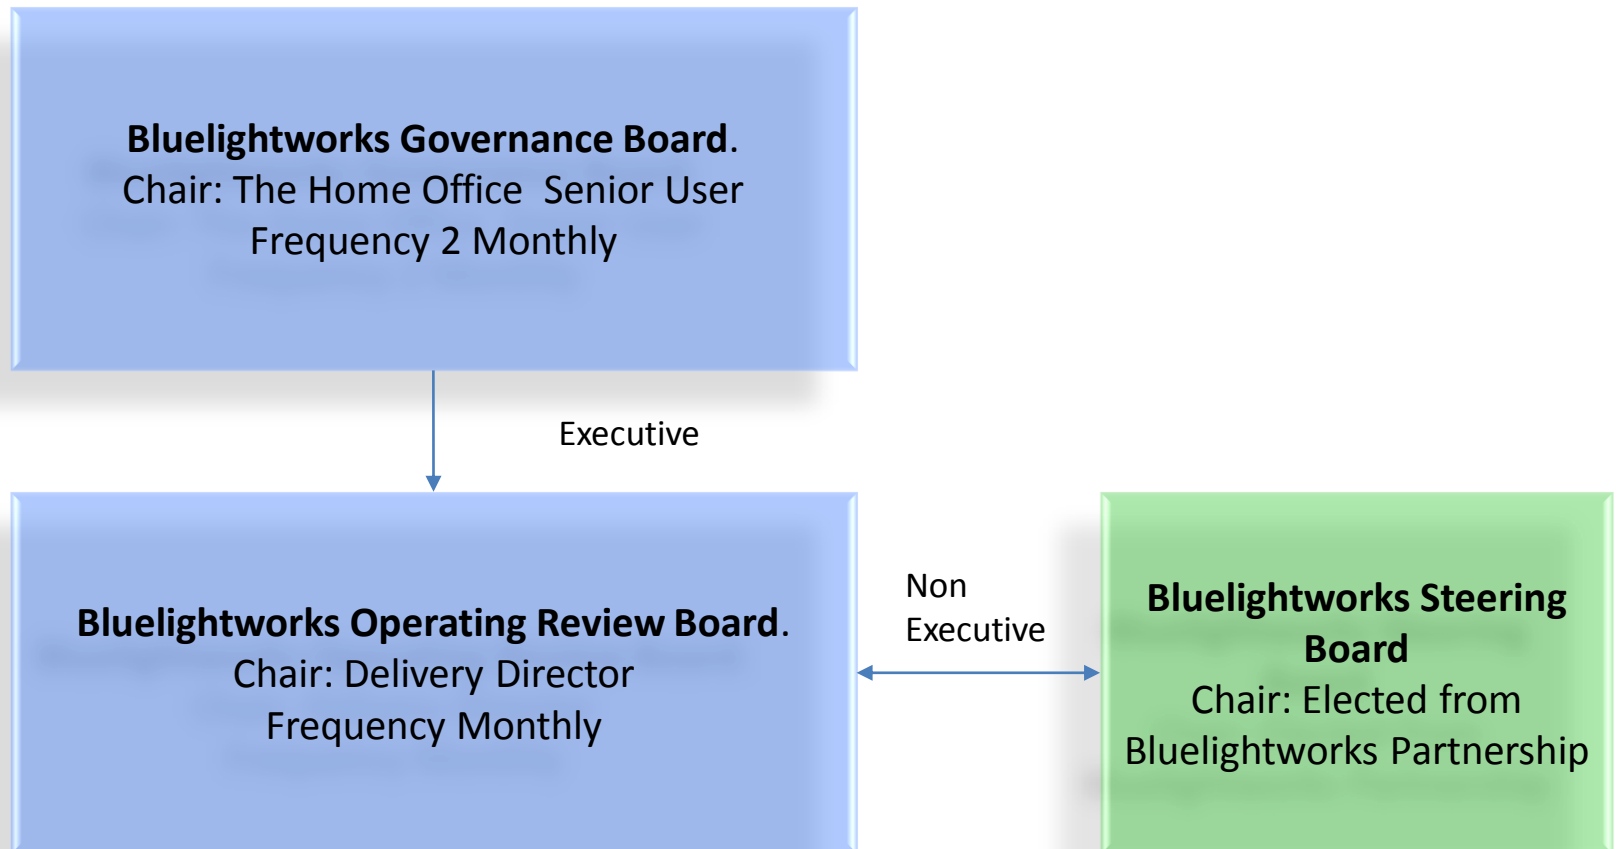 Bluelightworks Governance Board.
Chair: The Home Office  Senior User
Frequency 2 Monthly
Executive
Bluelightworks Operating Review Board.
Chair: Delivery Director
Frequency Monthly
Non
Executive
Bluelightworks Steering
Board
Chair: Elected from
Bluelightworks Partnership